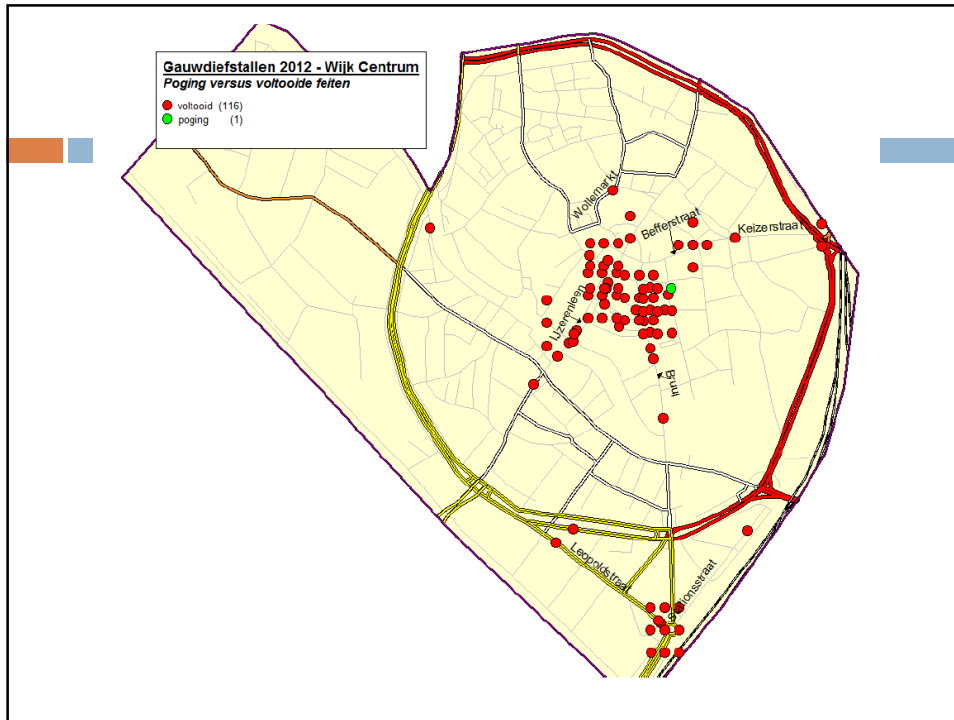 Gauwdiefstallen 2012 - Wijk Centrum
Poging versus voltooide feiten
voltooid (116)
poging (1)
Wollemarkt
Befferstraat
Keizerstraat
IJzerenleen
Bruul
Leopoldstraat
Stationsstraat